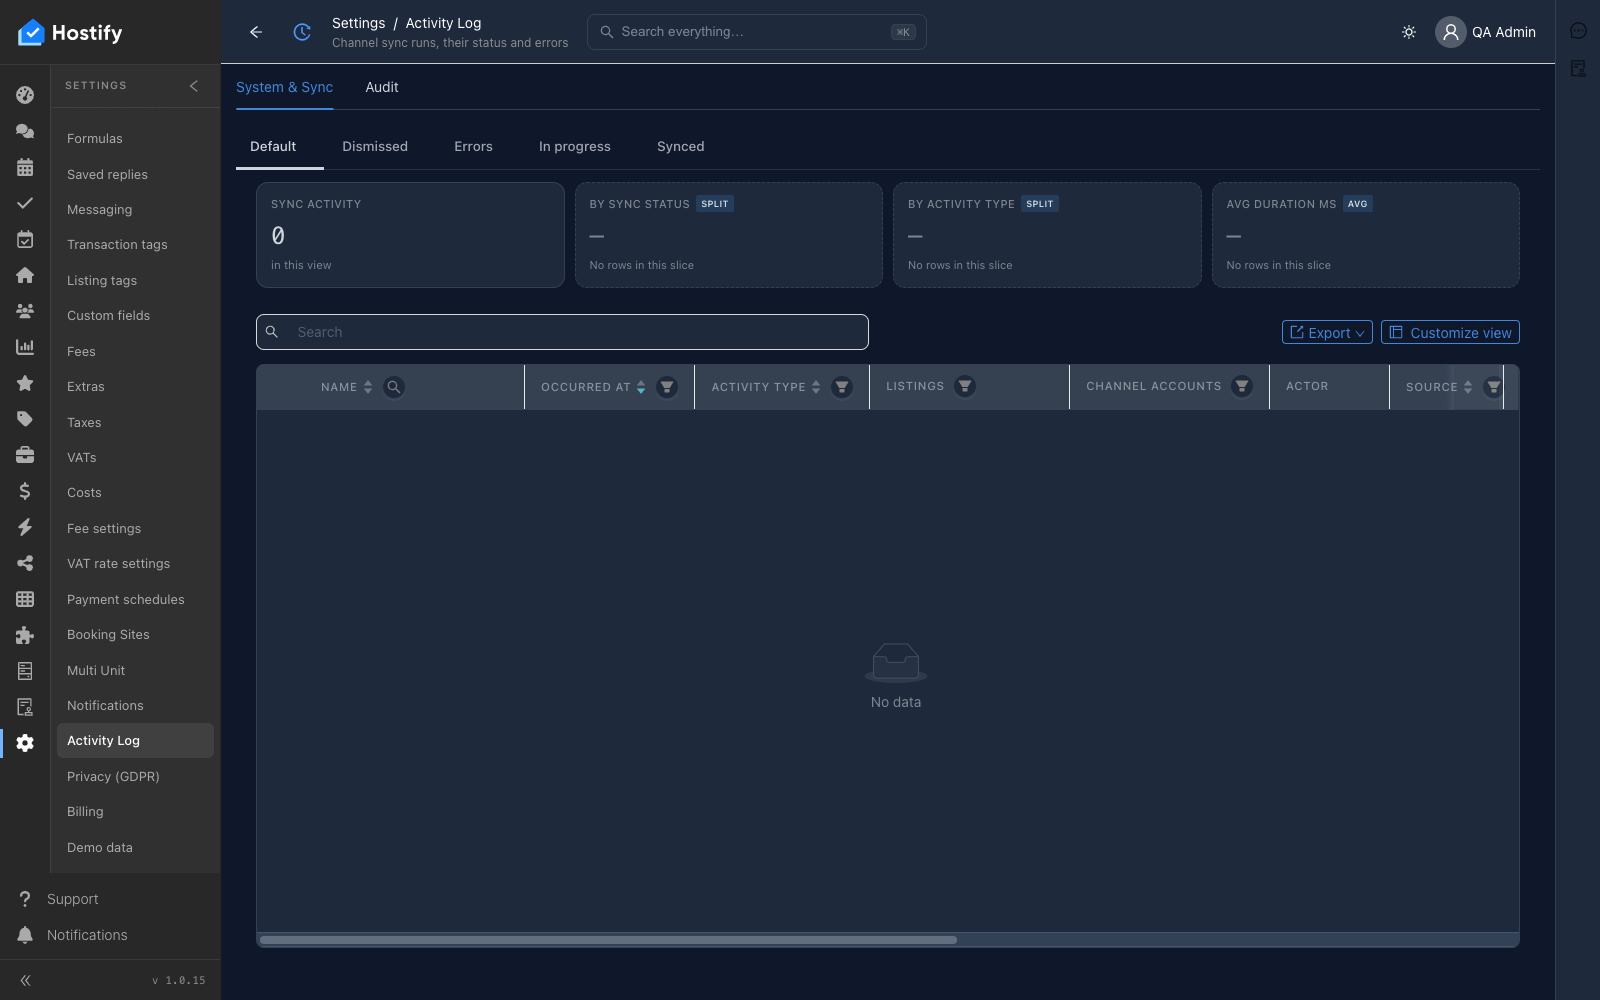 Hostify
Settings / Activity Log
Channel sync runs, their status and errors
Search everything...
⌘K
QA Admin
SETTINGS
Formulas
Saved replies
Messaging
Transaction tags
Listing tags
Custom fields
Fees
Extras
Taxes
VATs
Costs
Fee settings
VAT rate settings
Payment schedules
Booking Sites
Multi Unit
Notifications
Activity Log
Privacy (GDPR)
Billing
Demo data
Support
Notifications
v 1.0.15
System & Sync Audit
Default Dismissed Errors In progress Synced
SYNC ACTIVITY
0
in this view
BY SYNC STATUS SPLIT
—
No rows in this slice
BY ACTIVITY TYPE SPLIT
—
No rows in this slice
AVG DURATION MS AVG
—
No rows in this slice
Search
Export
Customize view
NAME OCCURRED AT ACTIVITY TYPE LISTINGS CHANNEL ACCOUNTS ACTOR SOURCE
No data